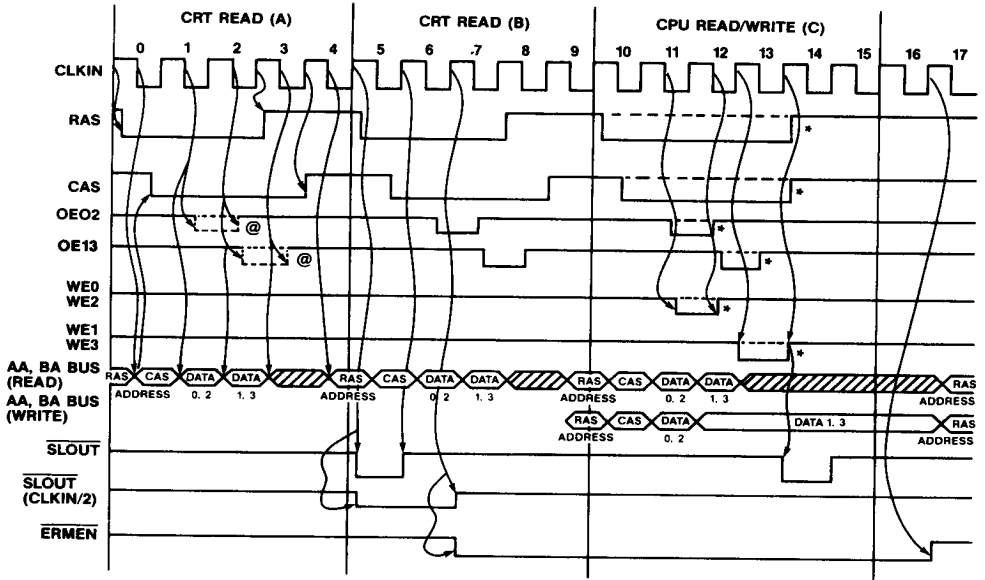 CRT READ (A) CRT READ (B) CPU READ/WRITE (C)
0 1 2 3 4 5 6 7 8 9 10 11 12 13 14 15 16 17
CLKIN
RAS *
CAS *
OEO2 @ *
OE13 @ *
WE0
WE2 *
WE1
WE3 *
AA, BA BUS
(READ) RAS CAS DATA DATA RAS CAS DATA DATA RAS CAS DATA DATA RAS
ADDRESS 0, 2 1, 3 ADDRESS 0, 2 1, 3 ADDRESS 0, 2 1, 3 ADDRESS
AA, BA BUS
(WRITE) RAS CAS DATA DATA 1, 3 RAS
ADDRESS 0, 2 ADDRESS
SLOUT
SLOUT
(CLKIN/2)
ERMEN